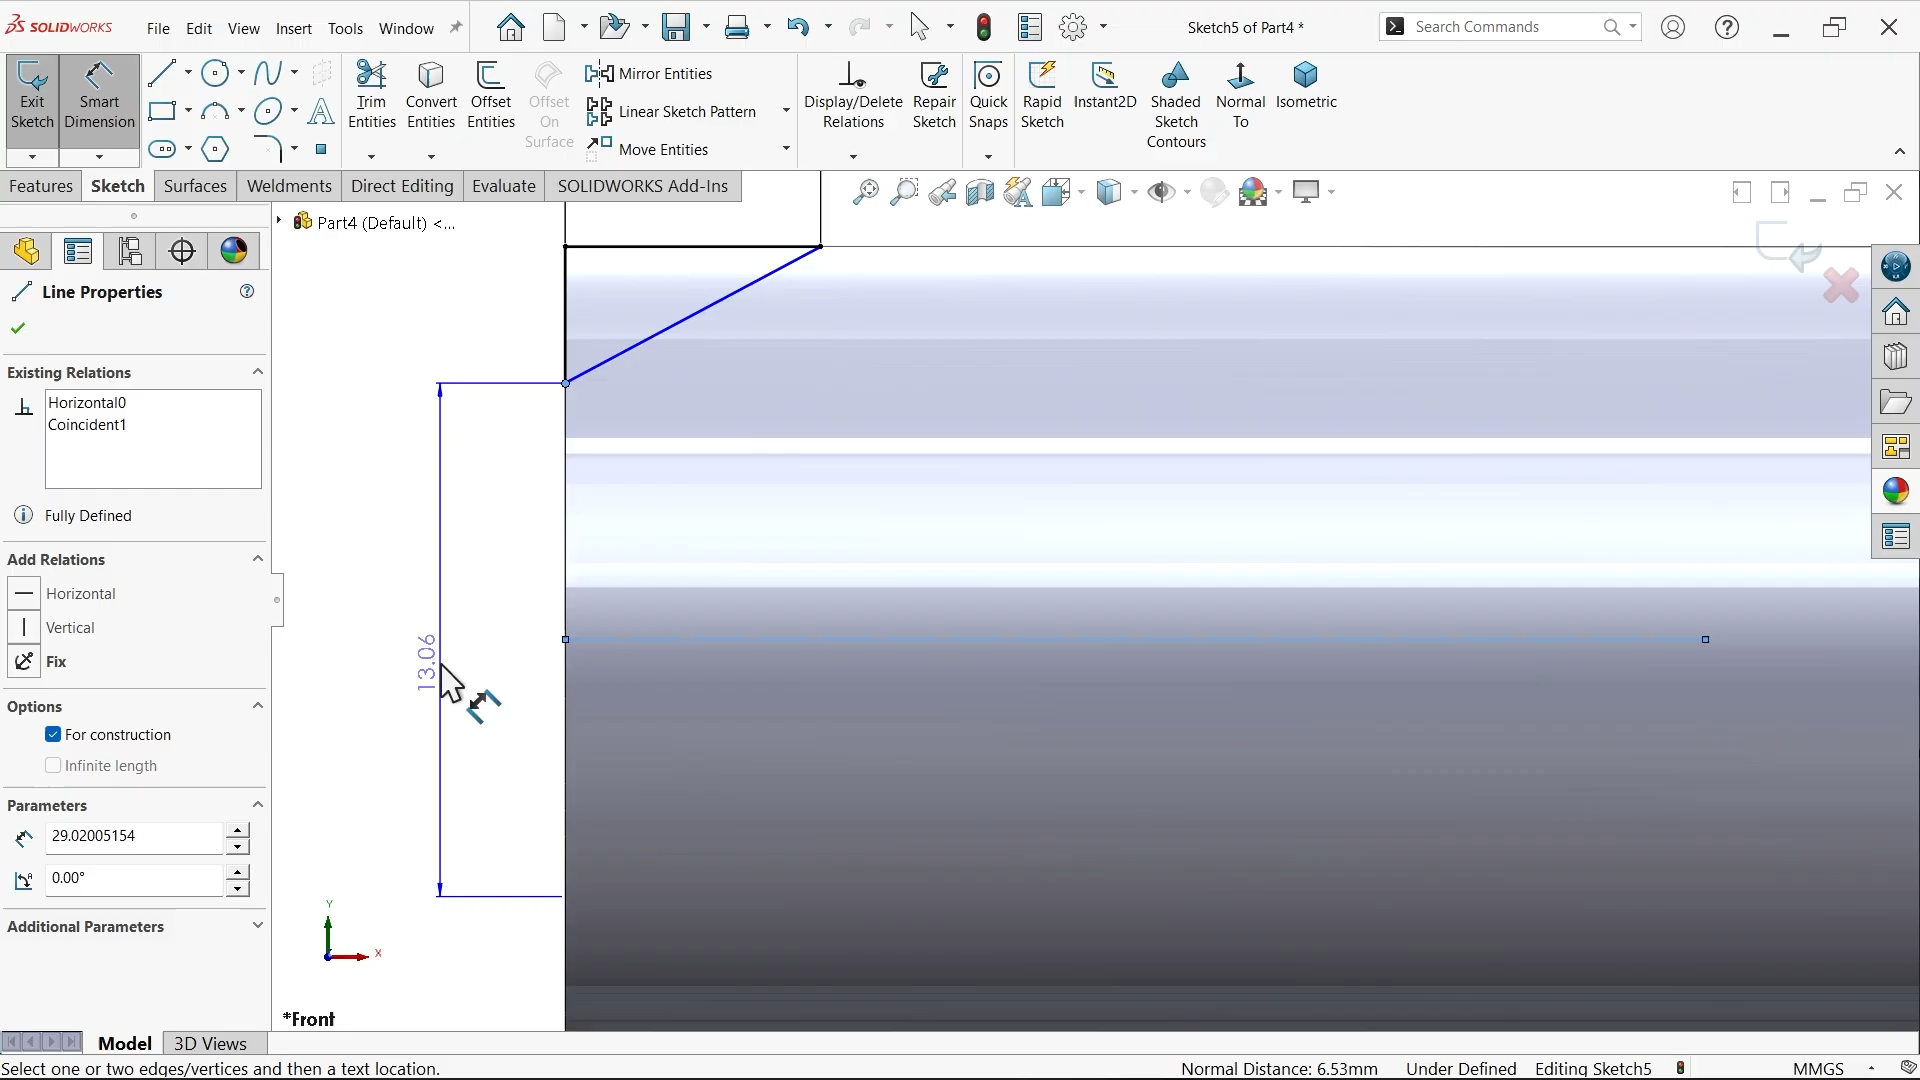 SOLIDWORKS
File Edit View Insert Tools Window
Sketch5 of Part4 *
Search Commands
Exit Sketch
Smart Dimension
Trim Entities
Convert Entities
Offset Entities
Offset On Surface
Mirror Entities
Linear Sketch Pattern
Move Entities
Display/Delete Relations
Repair Sketch
Quick Snaps
Rapid Sketch
Instant2D
Shaded Sketch Contours
Normal To
Isometric
Features Sketch Surfaces Weldments Direct Editing Evaluate SOLIDWORKS Add-Ins
Part4 (Default) <...
Line Properties
Existing Relations
Horizontal0
Coincident1
Fully Defined
Add Relations
Horizontal
Vertical
Fix
Options
For construction
Infinite length
Parameters
29.02005154
0.00°
Additional Parameters
13.06
Y
X
*Front
Model 3D Views
Select one or two edges/vertices and then a text location.
Normal Distance: 6.53mm Under Defined Editing Sketch5 MMGS